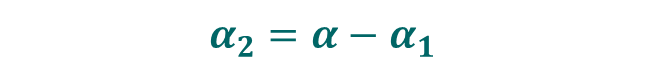 α₂ = α − α₁